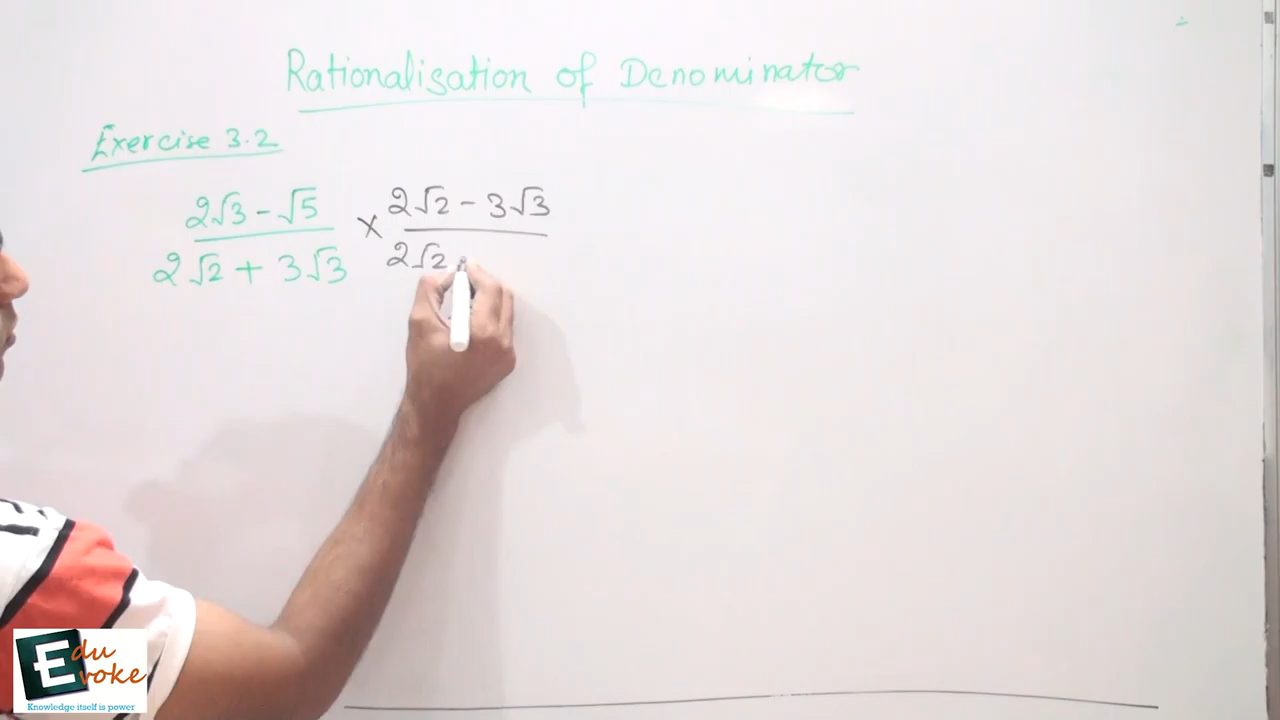 Rationalisation of Denominator
Exercise 3.2
2√3 - √5 × 2√2 - 3√3
2√2 + 3√3 2√2
Edu
Evoke
Knowledge itself is power